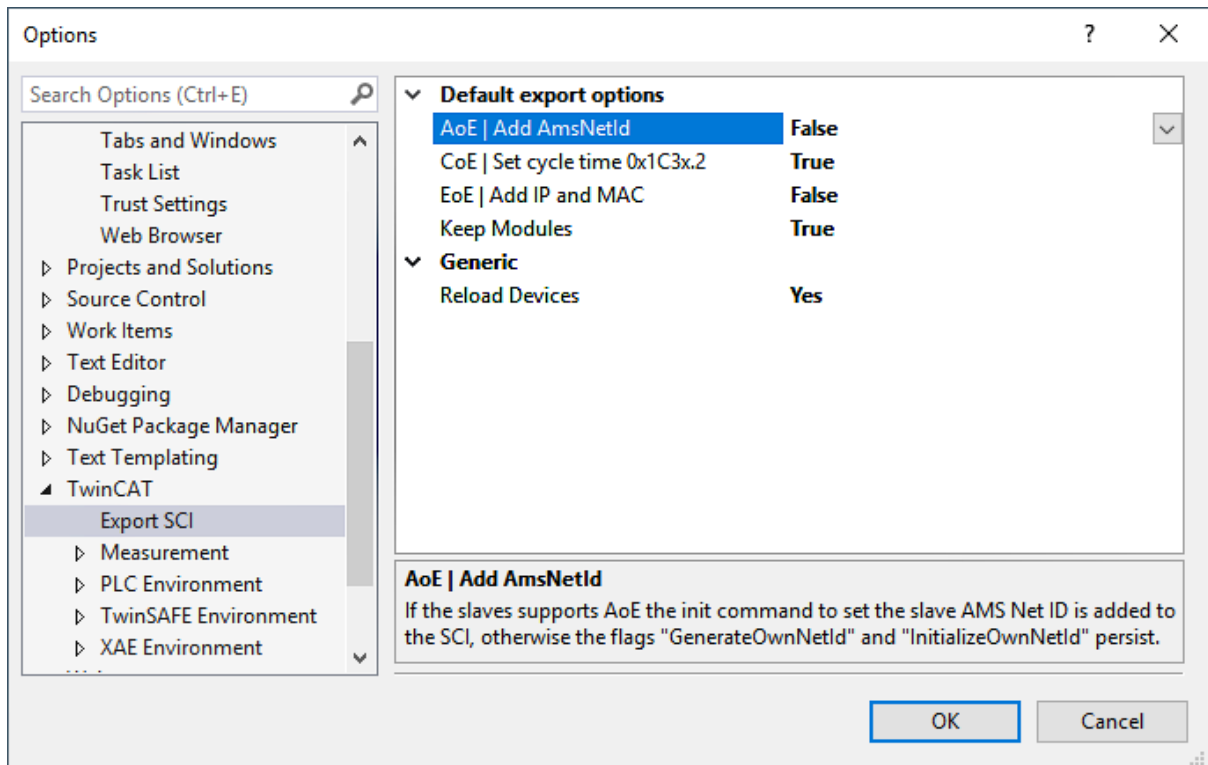 Options
?
Search Options (Ctrl+E)
Tabs and Windows
Task List
Trust Settings
Web Browser
Projects and Solutions
Source Control
Work Items
Text Editor
Debugging
NuGet Package Manager
Text Templating
TwinCAT
Export SCI
Measurement
PLC Environment
TwinSAFE Environment
XAE Environment
Default export options
AoE | Add AmsNetId False
CoE | Set cycle time 0x1C3x.2 True
EoE | Add IP and MAC False
Keep Modules True
Generic
Reload Devices Yes
AoE | Add AmsNetId
If the slaves supports AoE the init command to set the slave AMS Net ID is added to
the SCI, otherwise the flags "GenerateOwnNetId" and "InitializeOwnNetId" persist.
OK Cancel